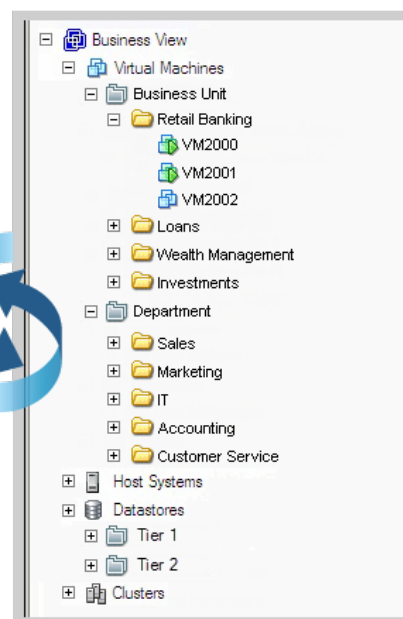 Business View
Virtual Machines
Business Unit
Retail Banking
VM2000
VM2001
VM2002
Loans
Wealth Management
Investments
Department
Sales
Marketing
IT
Accounting
Customer Service
Host Systems
Datastores
Tier 1
Tier 2
Clusters